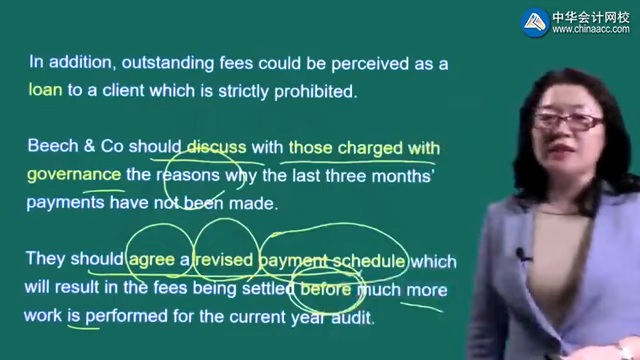 中华会计网校
www.chinaacc.com
In addition, outstanding fees could be perceived as a
loan to a client which is strictly prohibited.
Beech & Co should discuss with those charged with
governance the reasons why the last three months'
payments have not been made.
They should agree a revised payment schedule which
will result in the fees being settled before much more
work is performed for the current year audit.